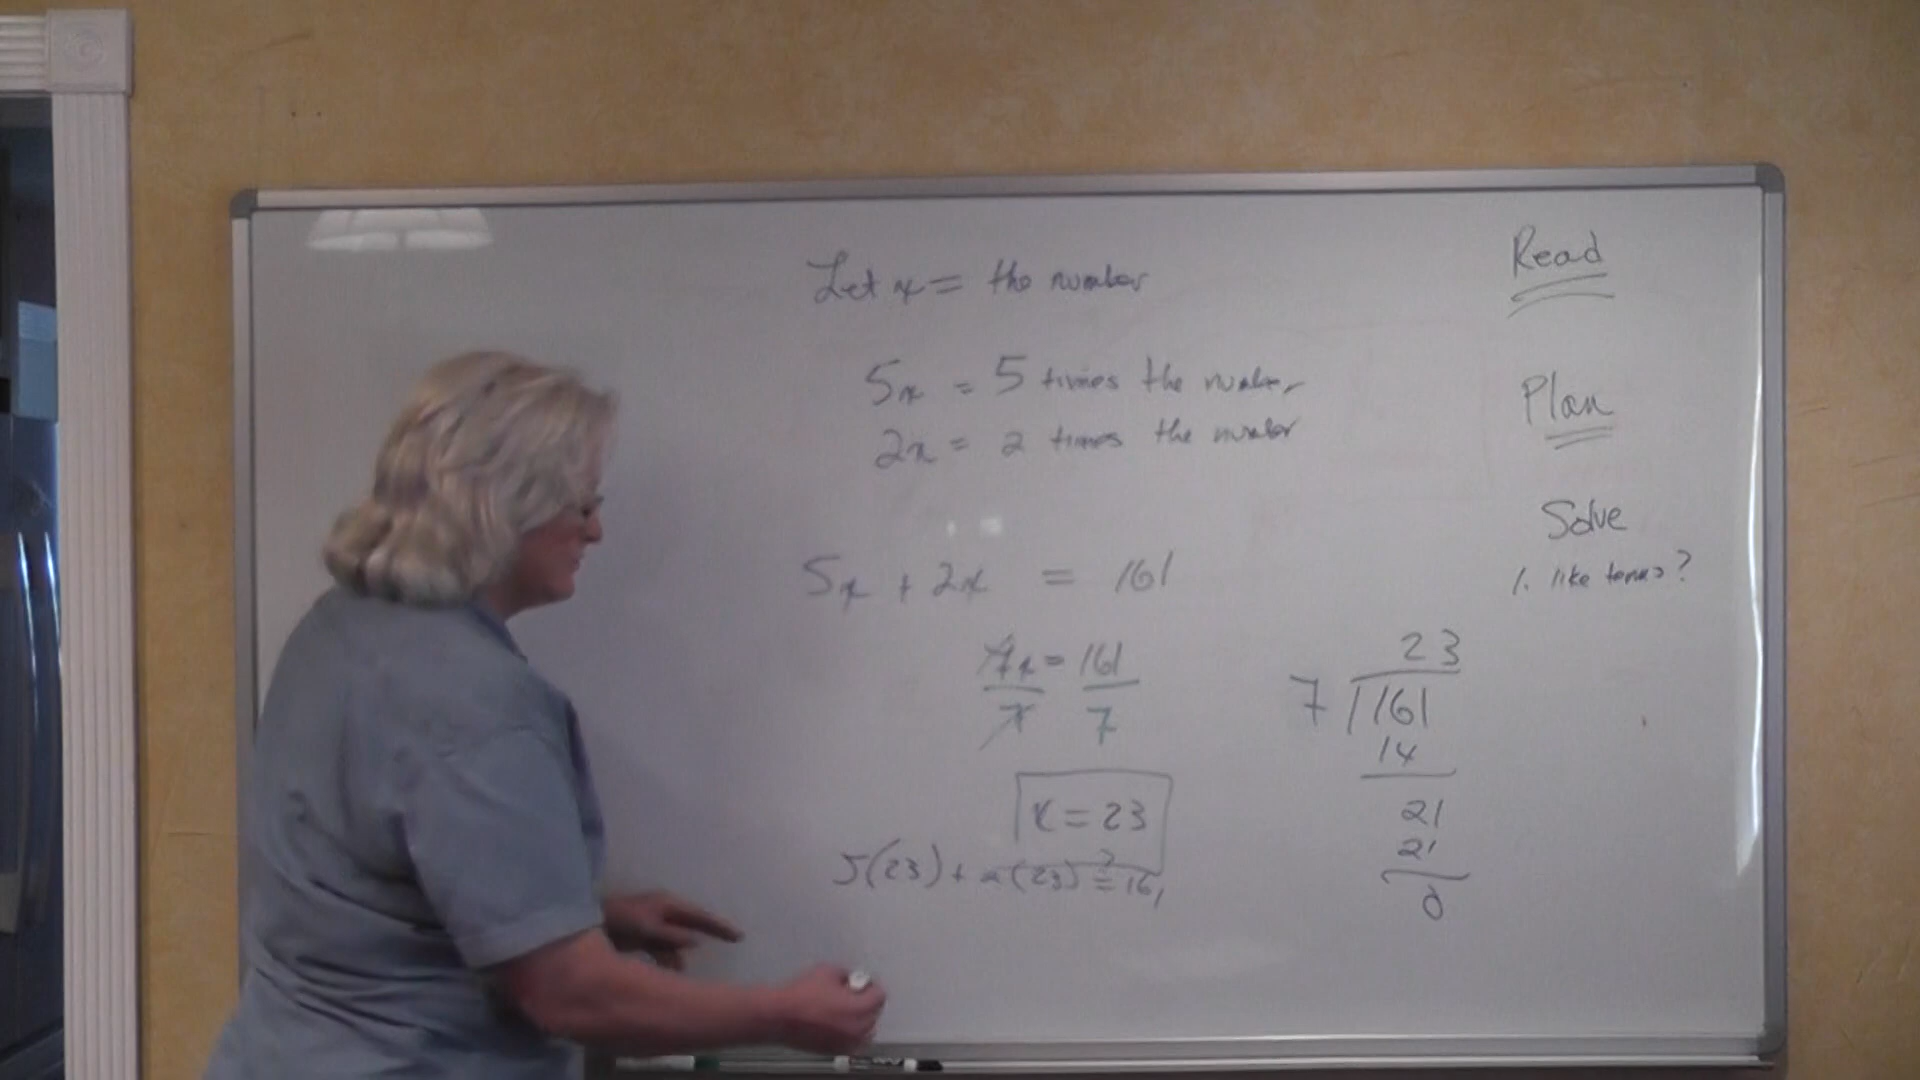 Let x = the number
5x = 5 times the number
2x = 2 times the number
5x + 2x = 161
7x = 161
7 7
x = 23
5(23) + 2(23) ?= 161
23
7 161
14
21
21
0
Read
Plan
Solve
1. like terms?